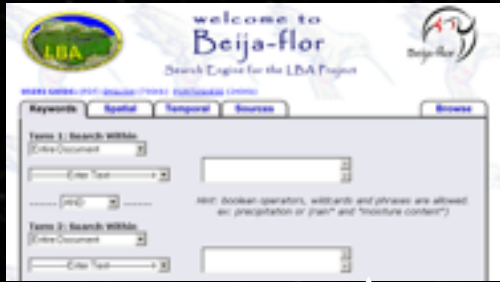 LBA
welcome to
Beija-flor
Search Engine for the LBA Project
Beija-flor
Keywords
Spatial
Temporal
Sources
Browse
Term 1: Search Within
Entire Document
Enter Text
AND
Hint: boolean operators, wildcards and phrases are allowed.
ex: precipitation or (rain* and "moisture content")
Term 2: Search Within
Entire Document
Enter Text